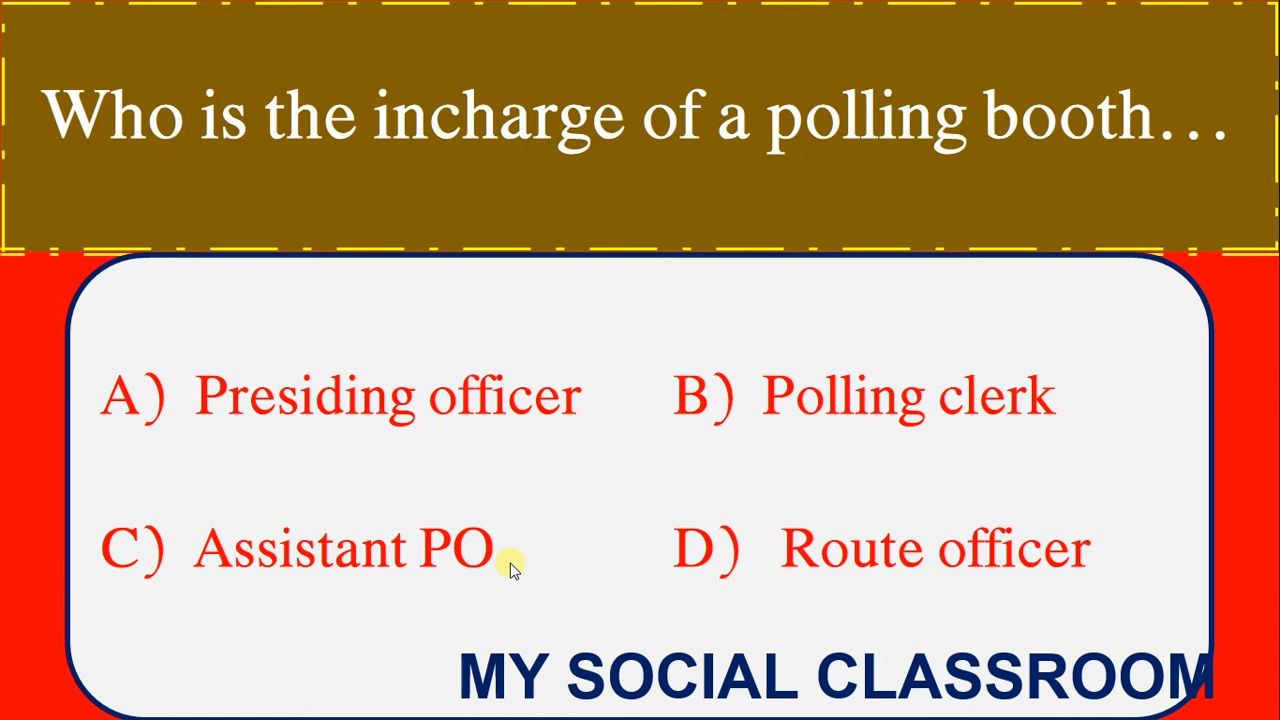 Who is the incharge of a polling booth…
A) Presiding officer B) Polling clerk
C) Assistant PO D) Route officer
MY SOCIAL CLASSROOM